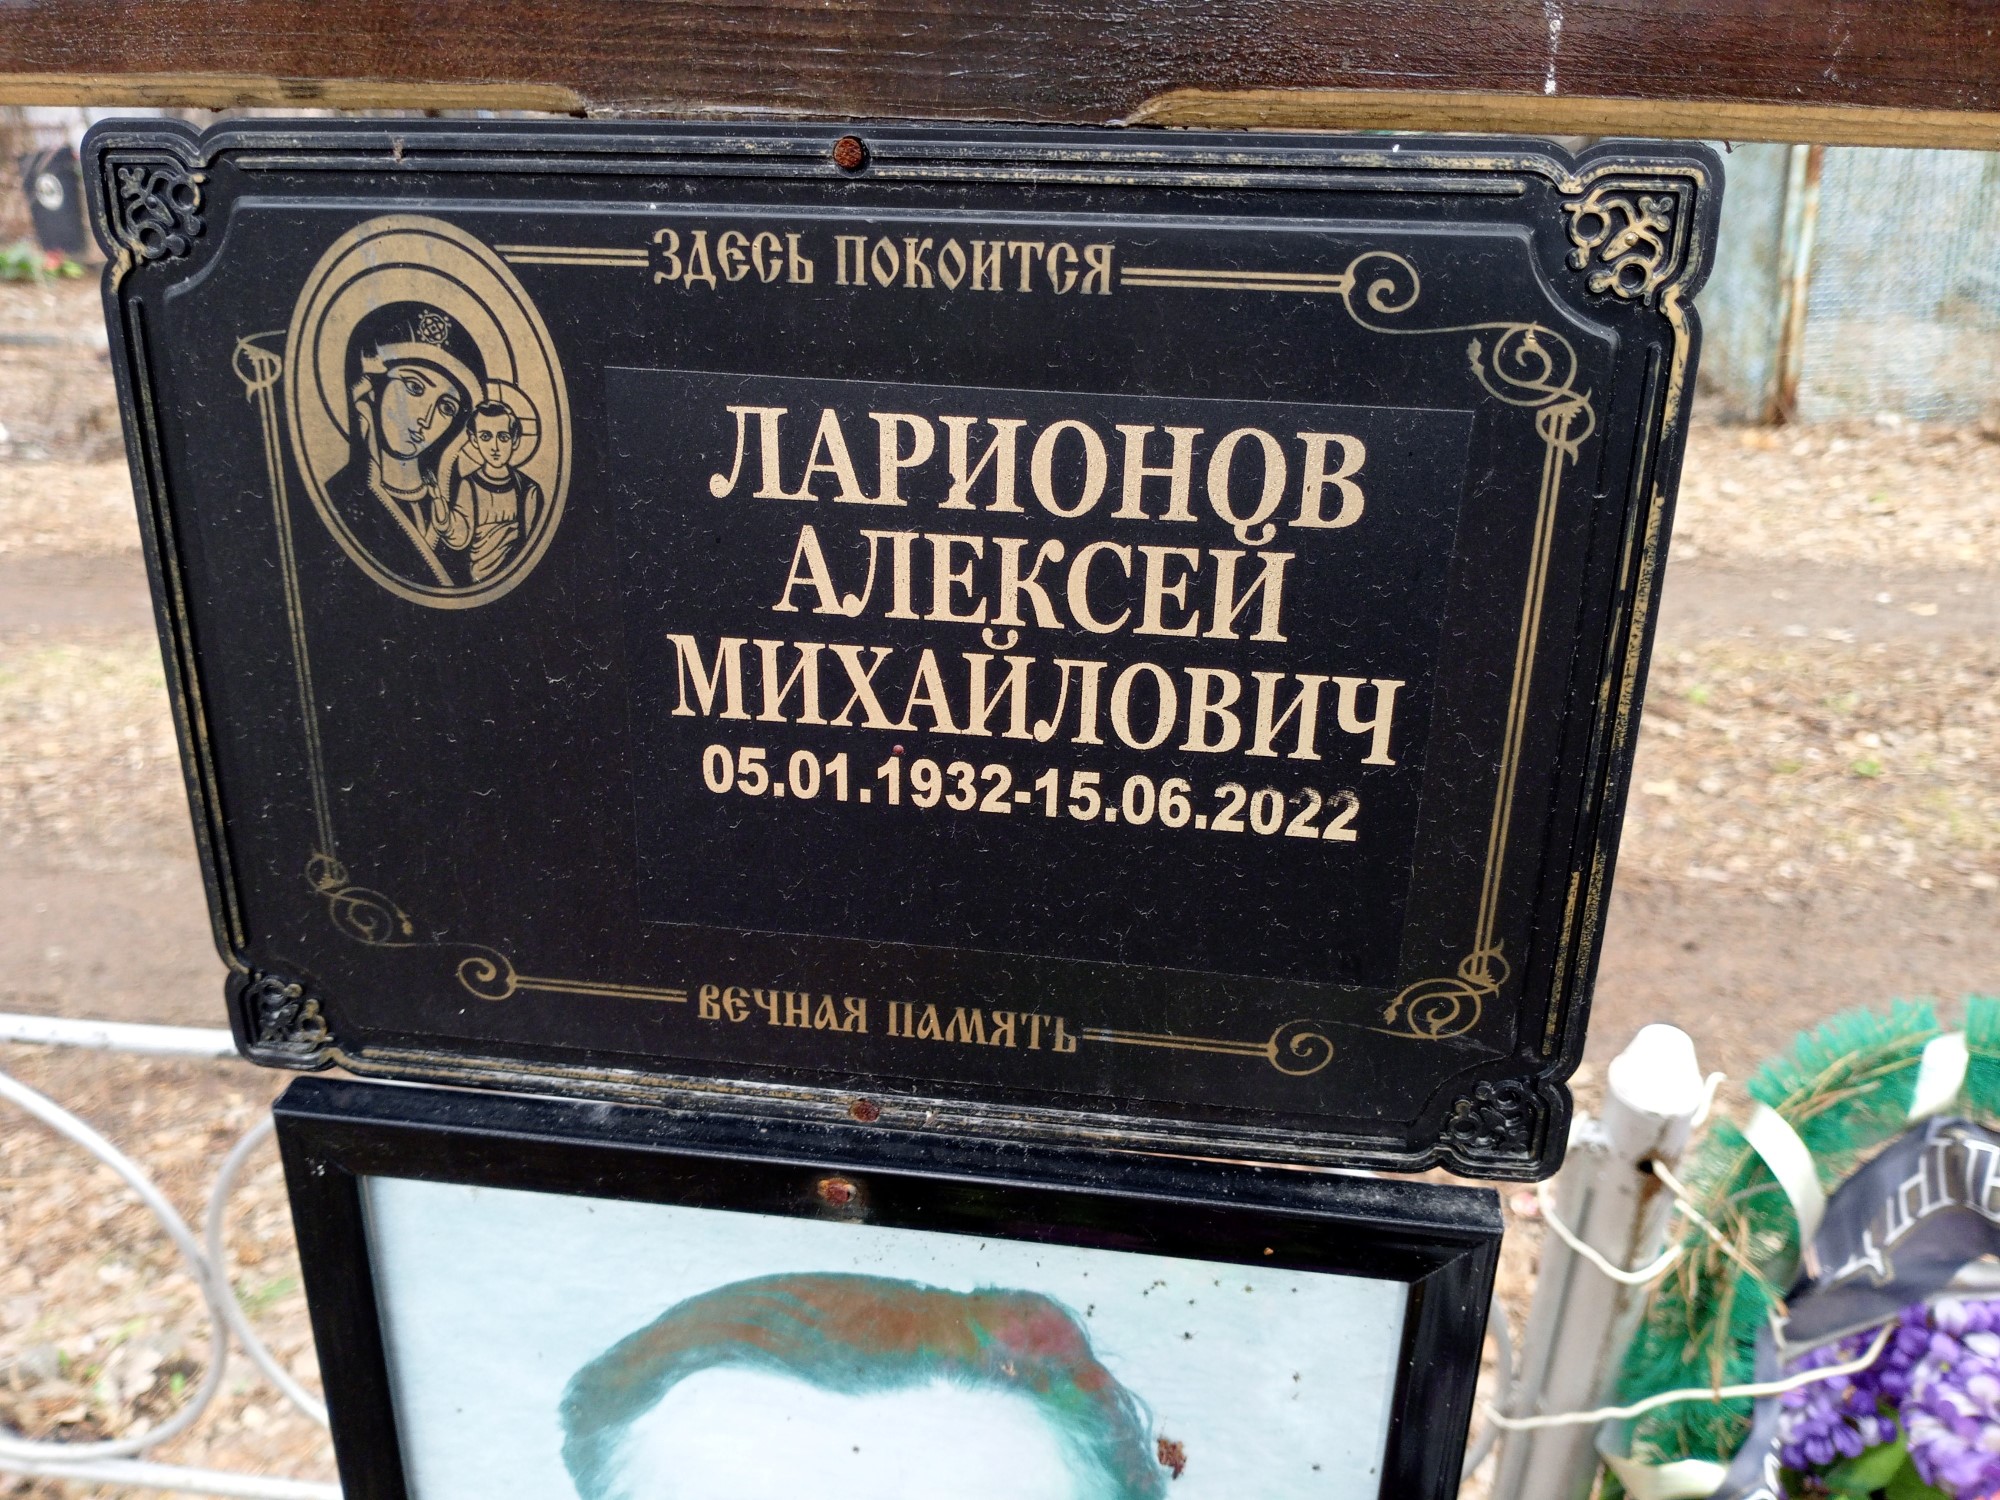 ЗДЕСЬ ПОКОИТСЯ
ЛАРИОНОВ
АЛЕКСЕЙ
МИХАЙЛОВИЧ
05.01.1932-15.06.2022
ВЕЧНАЯ ПАМЯТЬ